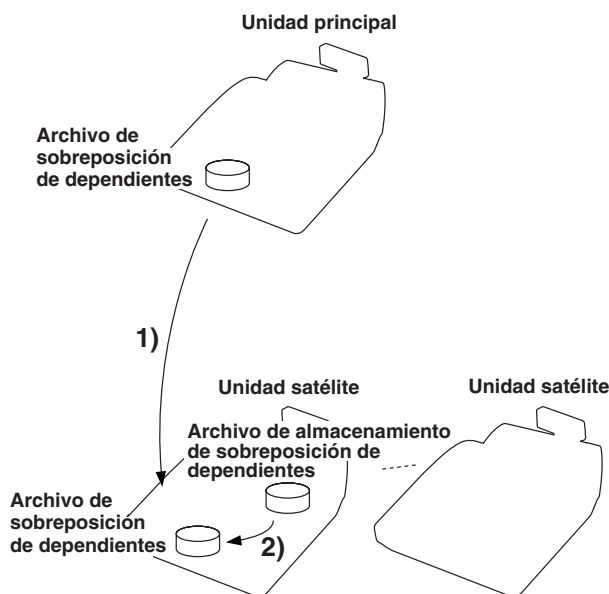 Unidad principal
Archivo de
sobreposición
de dependientes
1)
Unidad satélite
Unidad satélite
Archivo de almacenamiento
de sobreposición de
dependientes
Archivo de
sobreposición
de dependientes
2)